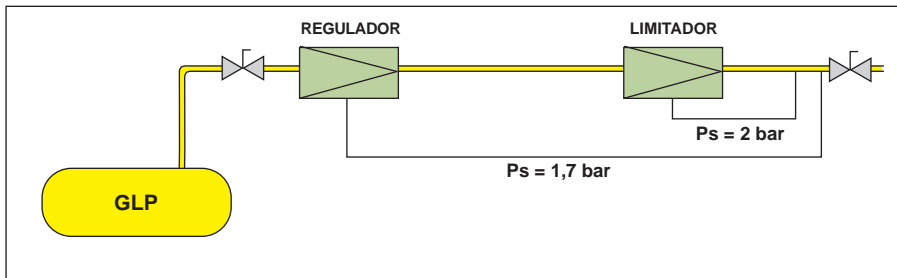 REGULADOR
LIMITADOR
Ps = 2 bar
Ps = 1,7 bar
GLP